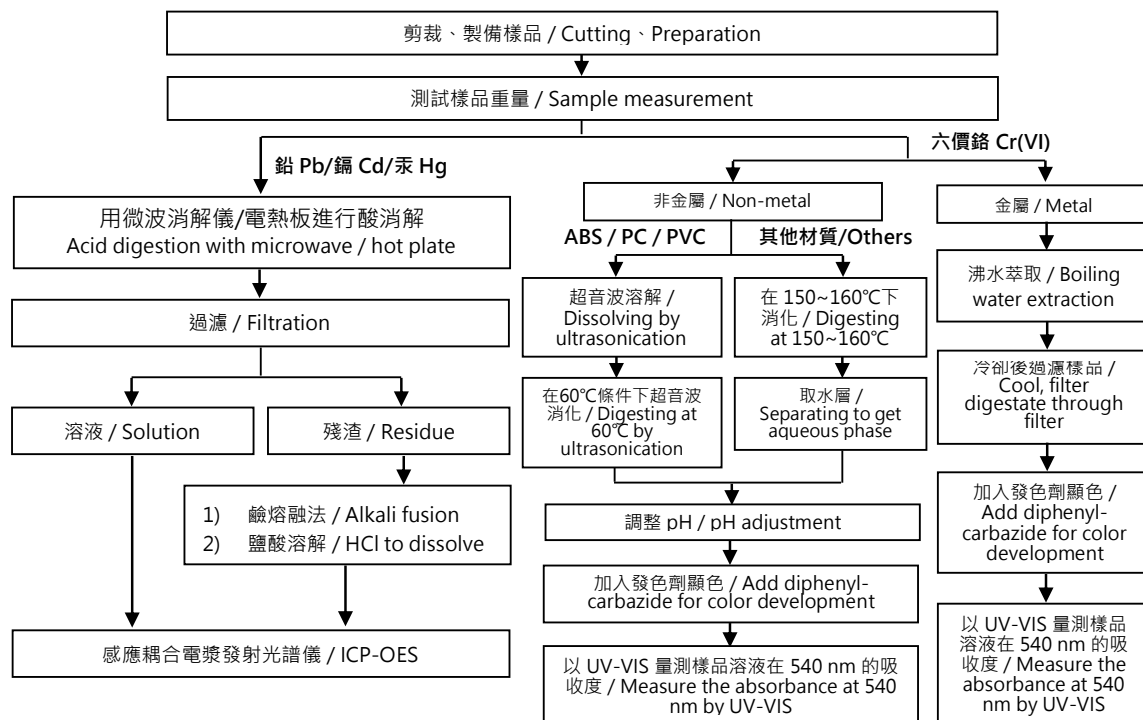 剪裁、製備樣品 / Cutting、Preparation
測試樣品重量 / Sample measurement
鉛 Pb/鎘 Cd/汞 Hg
六價鉻 Cr(VI)
用微波消解儀/電熱板進行酸消解
Acid digestion with microwave / hot plate
過濾 / Filtration
溶液 / Solution
殘渣 / Residue
1) 鹼熔融法 / Alkali fusion
2) 鹽酸溶解 / HCl to dissolve
感應耦合電漿發射光譜儀 / ICP-OES
非金屬 / Non-metal
ABS / PC / PVC
其他材質/Others
超音波溶解 /
Dissolving by
ultrasonication
在60℃條件下超音波
消化 / Digesting at
60℃ by
ultrasonication
在 150~160℃下
消化 / Digesting
at 150~160℃
取水層 /
Separating to get
aqueous phase
調整 pH / pH adjustment
加入發色劑顯色 / Add diphenyl-
carbazide for color development
以 UV-VIS 量測樣品溶液在 540 nm 的吸
收度 / Measure the absorbance at 540
nm by UV-VIS
金屬 / Metal
沸水萃取 / Boiling
water extraction
冷卻後過濾樣品 /
Cool, filter
digestate through
filter
加入發色劑顯色 /
Add diphenyl-
carbazide for color
development
以 UV-VIS 量測樣品
溶液在 540 nm 的吸
收度 / Measure the
absorbance at 540
nm by UV-VIS